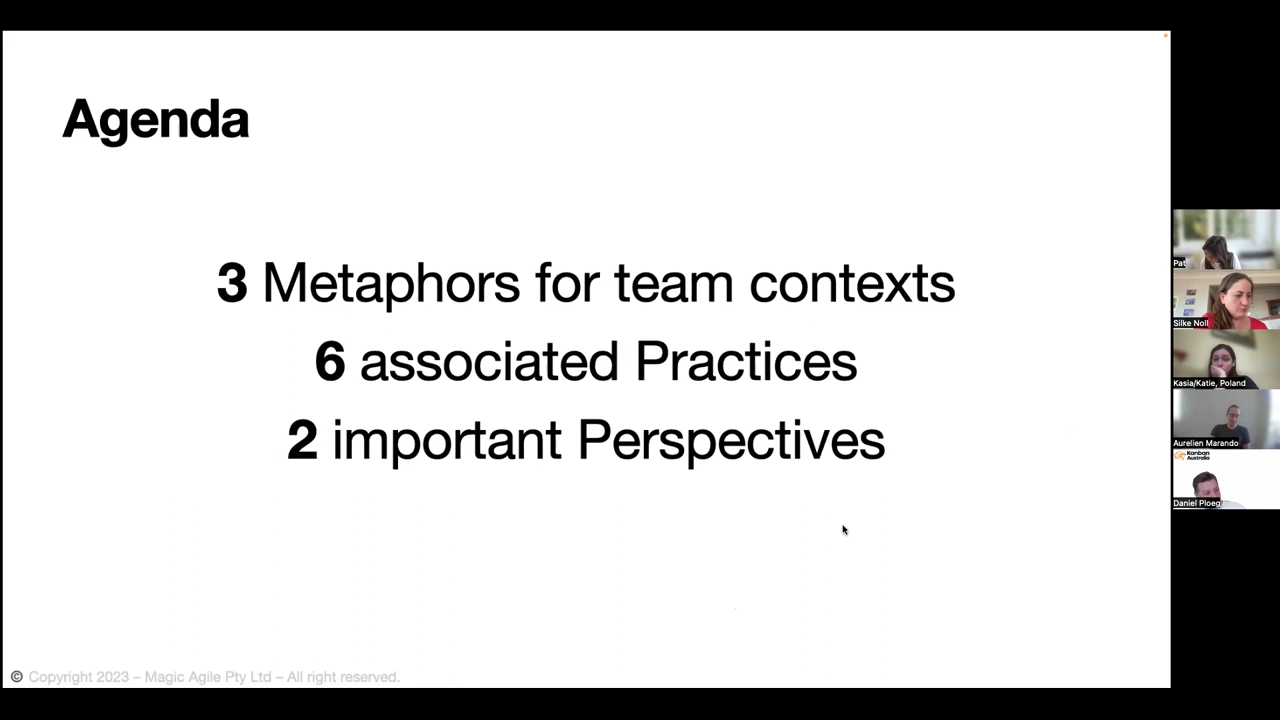 Agenda
3 Metaphors for team contexts
6 associated Practices
2 important Perspectives
© Copyright 2023 – Magic Agile Pty Ltd – All right reserved.
Pat
Silke Noll
Kasia/Katie, Poland
Aurelien Marando
Kanban
Australia
Daniel Ploeg